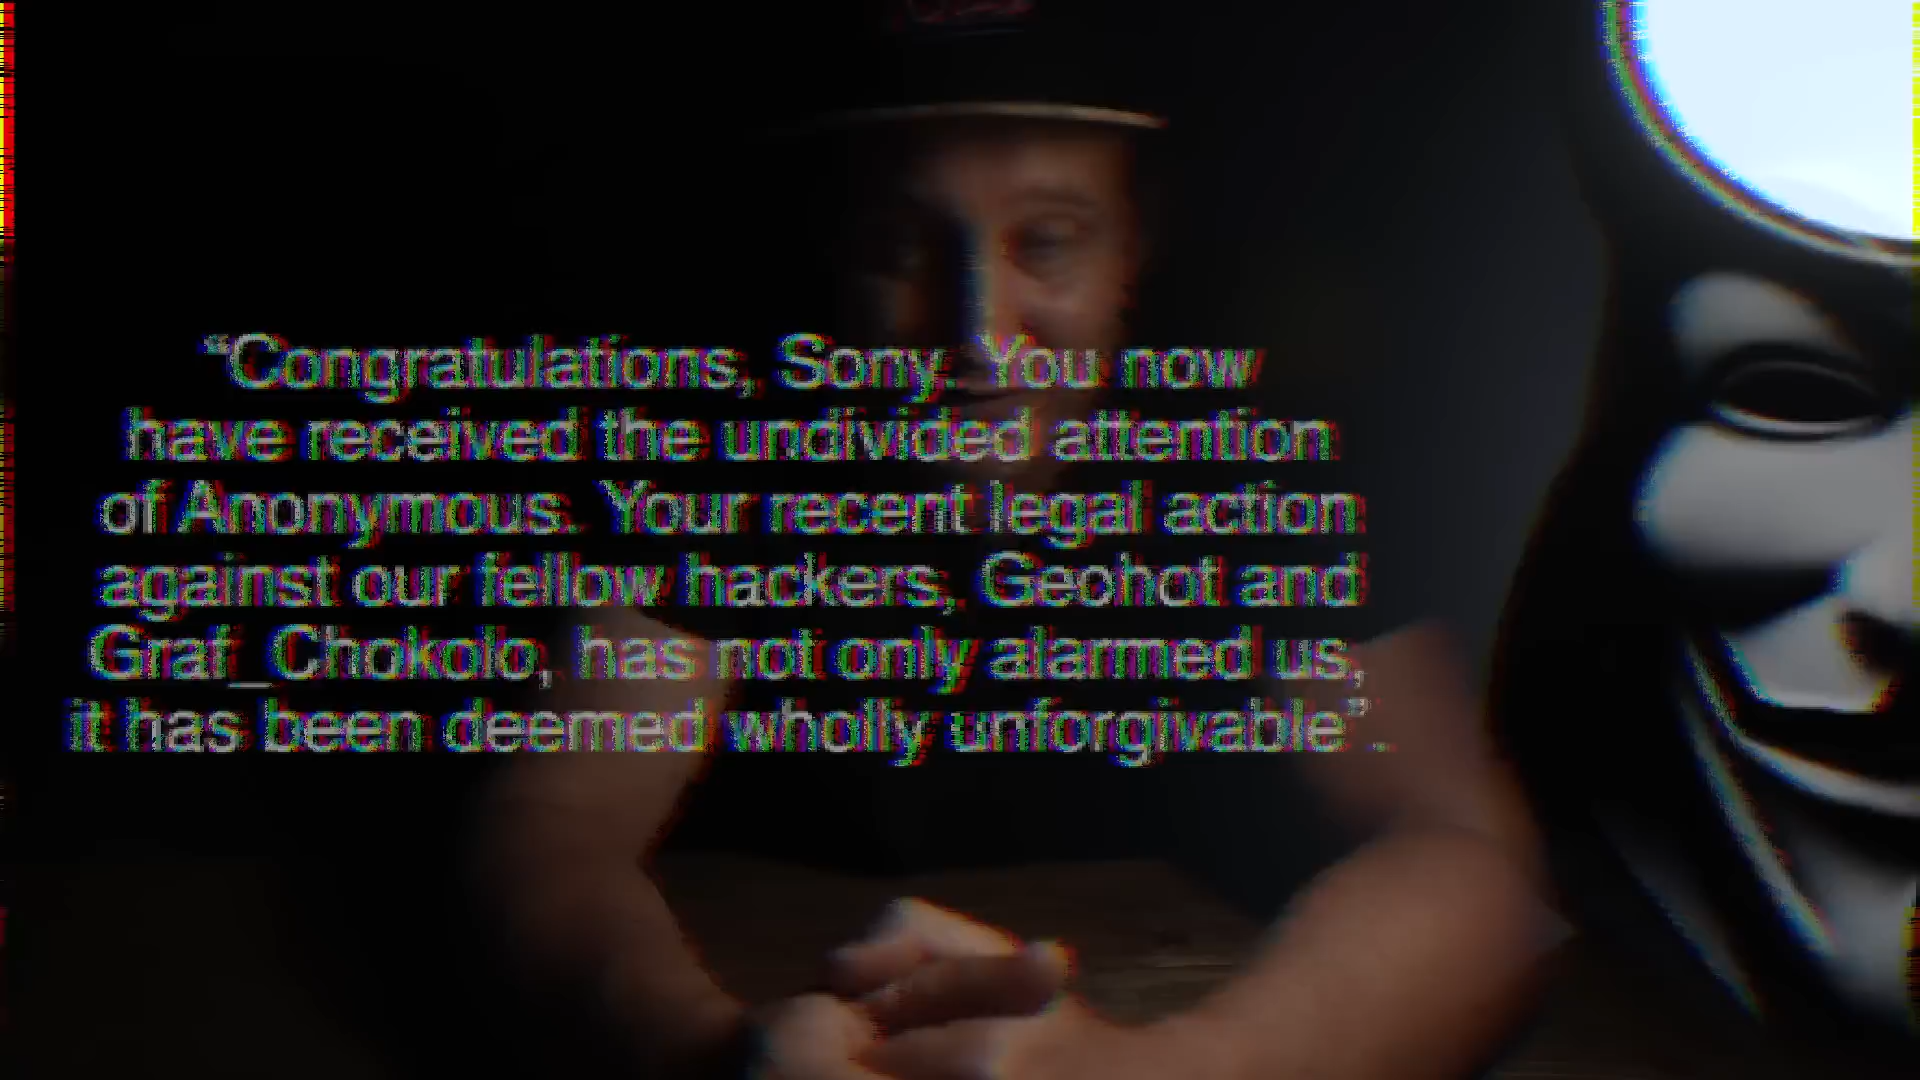 “Congratulations, Sony. You now
have received the undivided attention
of Anonymous. Your recent legal action
against our fellow hackers, Geohot and
Graf_Chokolo, has not only alarmed us,
it has been deemed wholly unforgivable”.